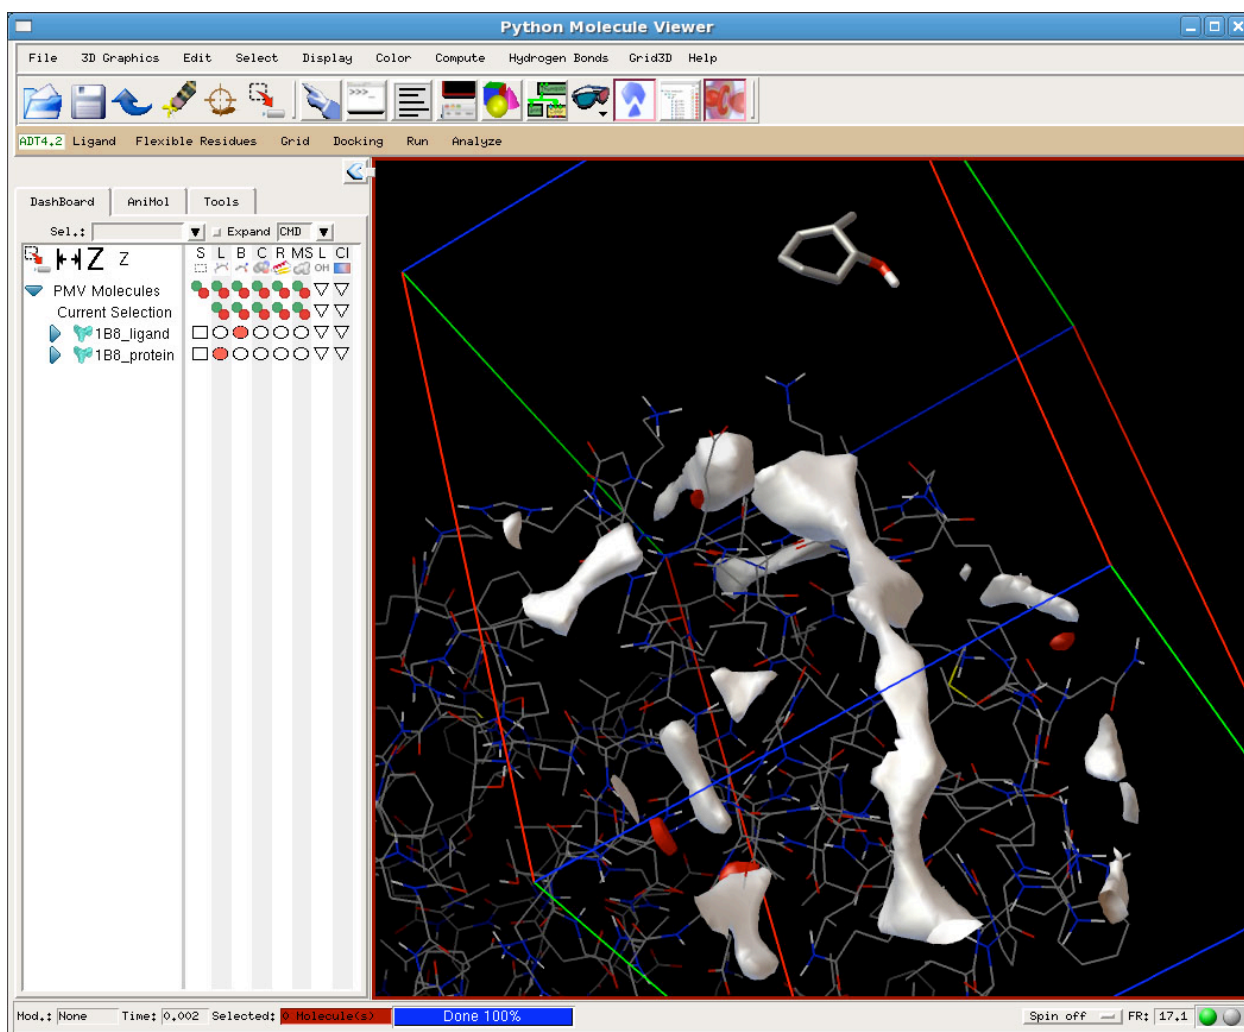 Python Molecule Viewer
File 3D Graphics Edit Select Display Color Compute Hydrogen Bonds Grid3D Help
>>>_
ADT4.2 Ligand Flexible Residues Grid Docking Run Analyze
DashBoard AniMol Tools
Sel.: Expand CMD
Z Z S L B C R MS L Cl
OH
PMV Molecules
Current Selection
1B8_ligand
1B8_protein
Mod.: None Time: 0.002 Selected: 0 Molecule(s) Done 100% Spin off FR: 17.1